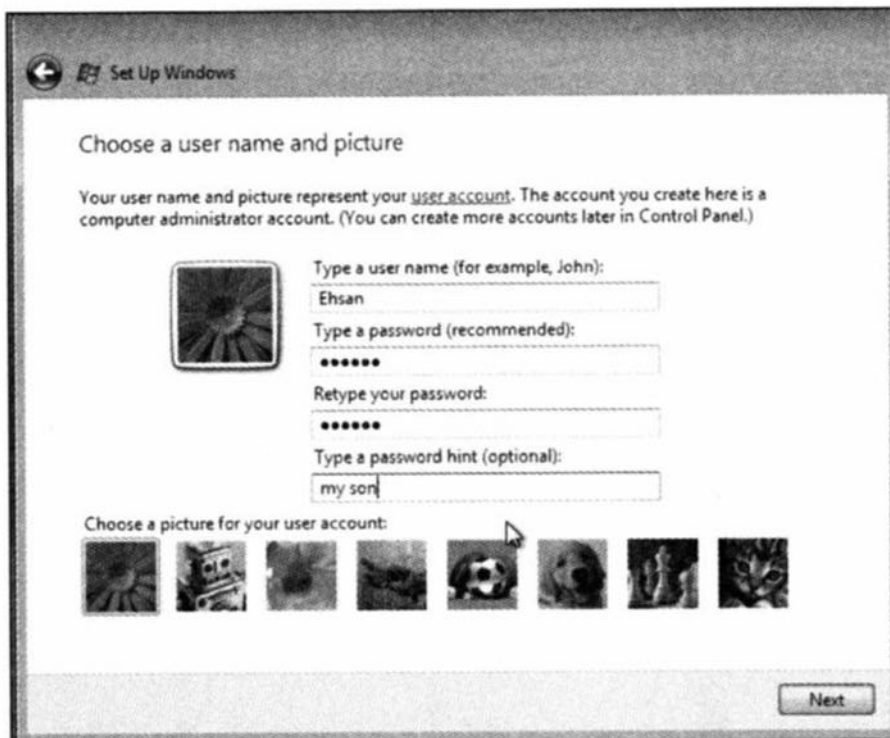 Set Up Windows
Choose a user name and picture
Your user name and picture represent your user account. The account you create here is a
computer administrator account. (You can create more accounts later in Control Panel.)
Type a user name (for example, John):
Ehsan
Type a password (recommended):
••••••
Retype your password:
••••••
Type a password hint (optional):
my son
Choose a picture for your user account:
Next